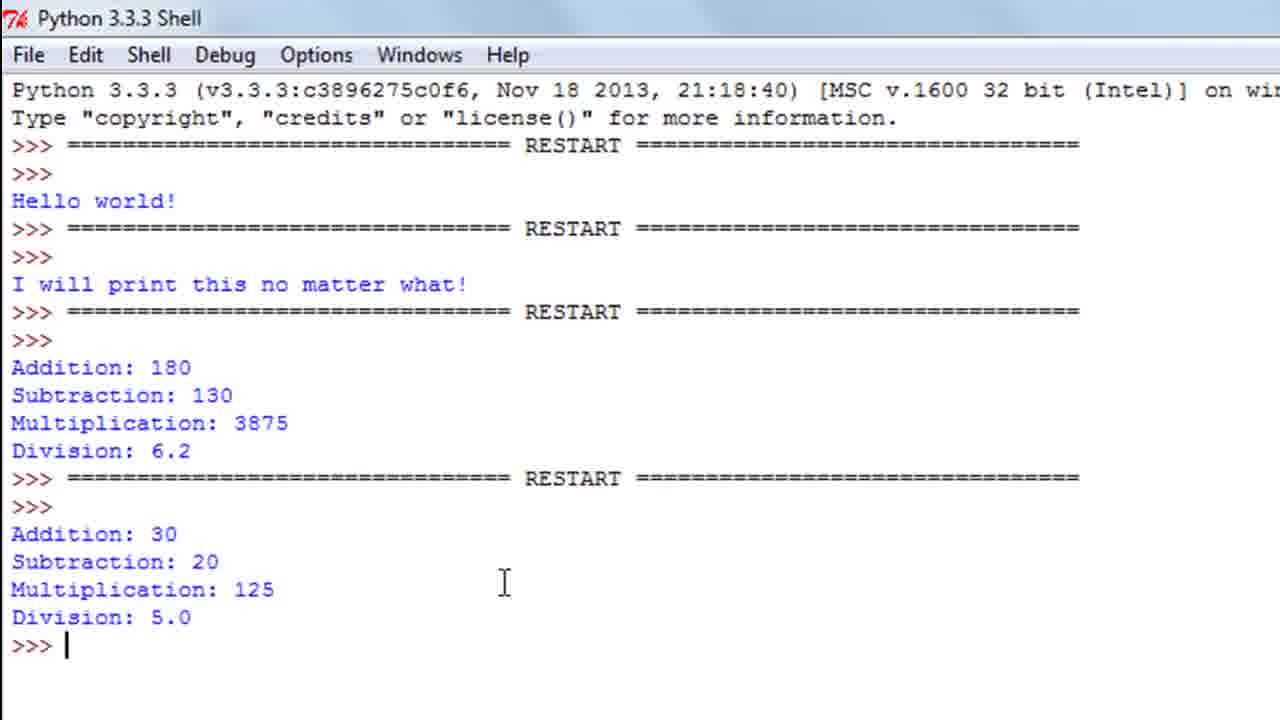 Python 3.3.3 Shell
File Edit Shell Debug Options Windows Help
Python 3.3.3 (v3.3.3:c3896275c0f6, Nov 18 2013, 21:18:40) [MSC v.1600 32 bit (Intel)] on
Type "copyright", "credits" or "license()" for more information.
>>> ================================ RESTART ================================
>>>
Hello world!
>>> ================================ RESTART ================================
>>>
I will print this no matter what!
>>> ================================ RESTART ================================
>>>
Addition: 180
Subtraction: 130
Multiplication: 3875
Division: 6.2
>>> ================================ RESTART ================================
>>>
Addition: 30
Subtraction: 20
Multiplication: 125
Division: 5.0
>>>